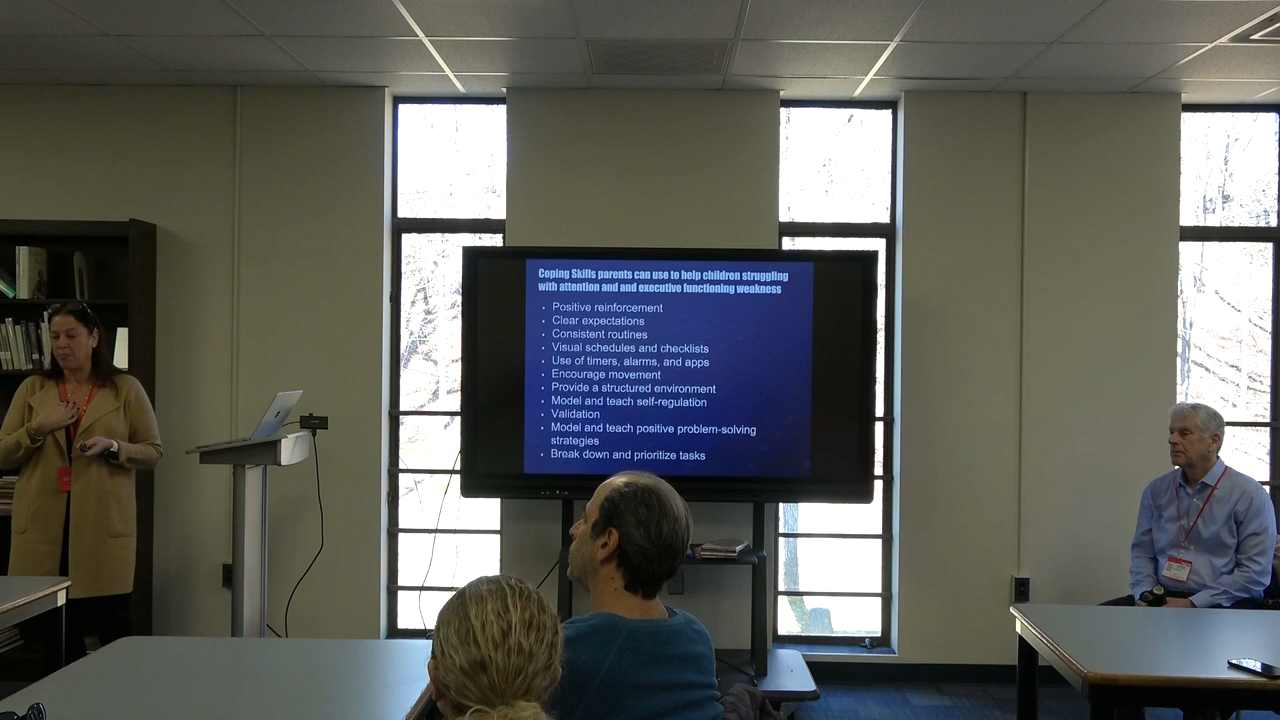 Coping Skills parents can use to help children struggling
with attention and and executive functioning weakness
• Positive reinforcement
• Clear expectations
• Consistent routines
• Visual schedules and checklists
• Use of timers, alarms, and apps
• Encourage movement
• Provide a structured environment
• Model and teach self-regulation
• Validation
• Model and teach positive problem-solving
strategies
• Break down and prioritize tasks